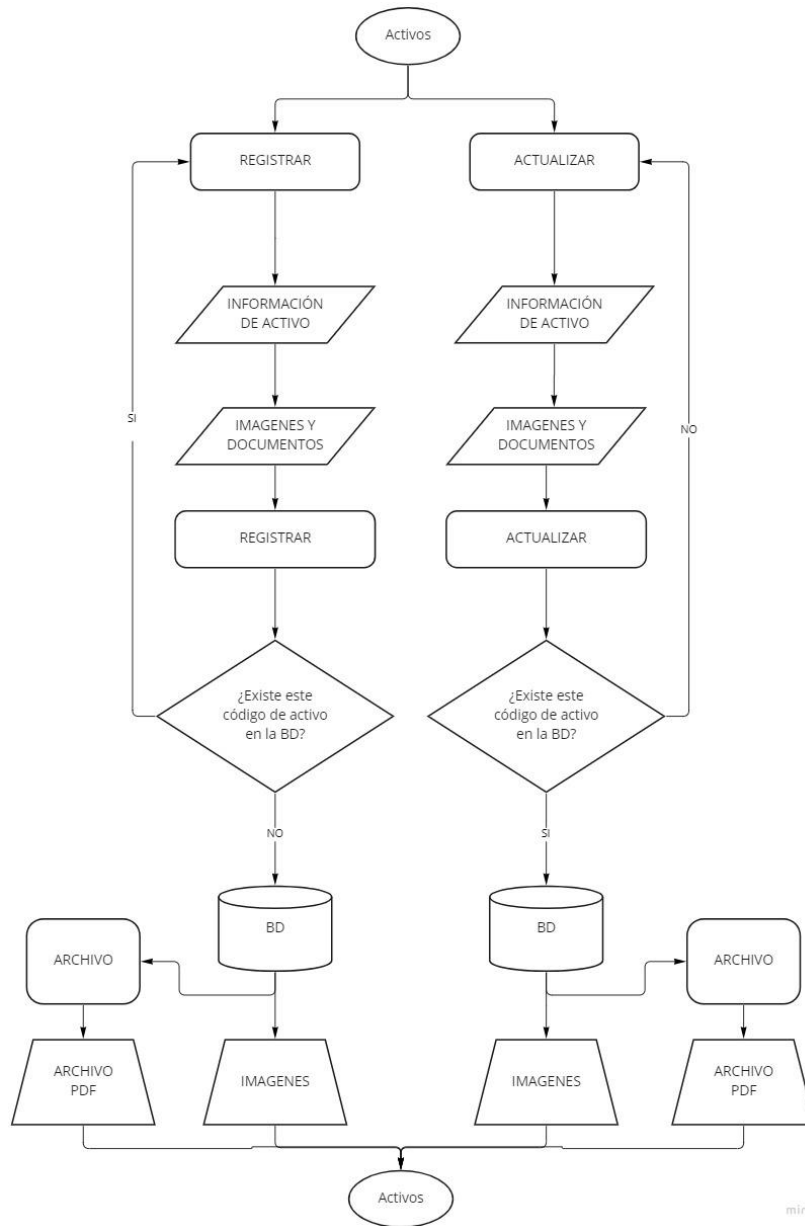 Activos
REGISTRAR
ACTUALIZAR
INFORMACIÓN
DE ACTIVO
INFORMACIÓN
DE ACTIVO
SI
IMAGENES Y
DOCUMENTOS
IMAGENES Y
DOCUMENTOS
NO
REGISTRAR
ACTUALIZAR
¿Existe este
código de activo
en la BD?
¿Existe este
código de activo
en la BD?
NO
SI
BD
BD
ARCHIVO
ARCHIVO
ARCHIVO
PDF
IMAGENES
IMAGENES
ARCHIVO
PDF
Activos